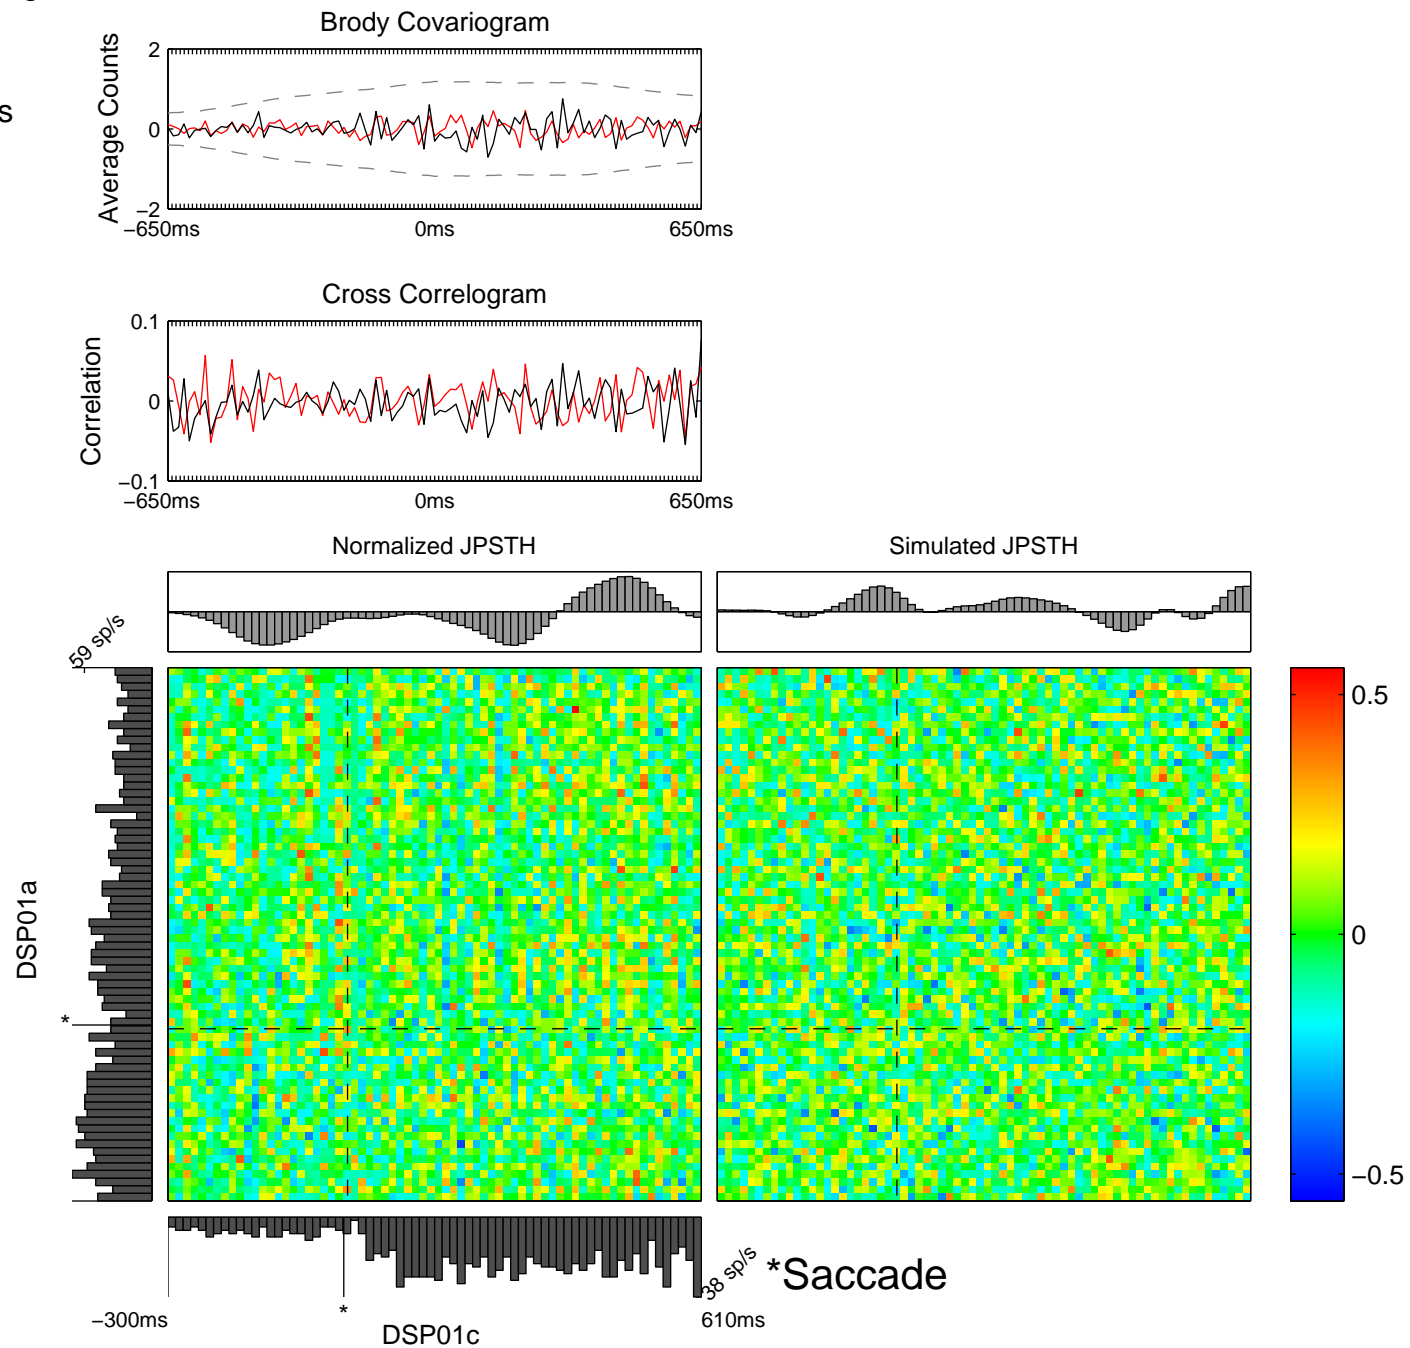 Brody Covariogram
Average Counts
2
0
−2
−650ms
0ms
650ms
s
Cross Correlogram
Correlation
0.1
0
−0.1
−650ms
0ms
650ms
Normalized JPSTH
Simulated JPSTH
59 sp/s
DSP01a
*
0.5
0
−0.5
38 sp/s
*Saccade
*
−300ms
DSP01c
610ms